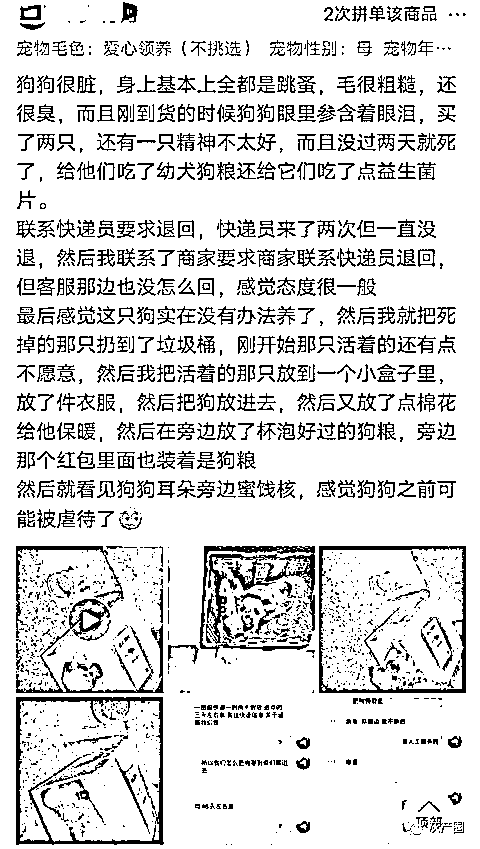 2次拼单该商品 ···
宠物毛色：爱心领养（不挑选） 宠物性别：母 宠物年···
狗狗很脏，身上基本上全都是跳蚤，毛很粗糙，还
很臭，而且刚到货的时候狗狗眼里参含着眼泪，买
了两只，还有一只精神不太好，而且没过两天就死
了，给他们吃了幼犬狗粮还给它们吃了点益生菌
片。
联系快递员要求退回，快递员来了两次但一直没
退，然后我联系了商家要求商家联系快递员退回，
但客服那边也没怎么回，感觉态度很一般
最后感觉这只狗实在没有办法养了，然后我就把死
掉的那只扔到了垃圾桶，刚开始那只活着的还有点
不愿意，然后我把活着的那只放到一个小盒子里，
放了件衣服，然后把狗放进去，然后又放了点棉花
给他保暖，然后在旁边放了杯泡好过的狗粮，旁边
那个红包里面也装着是狗粮
然后就看见狗狗耳朵旁边蜜饯核，感觉狗狗之前可
能被虐待了
顶部
灰产圈